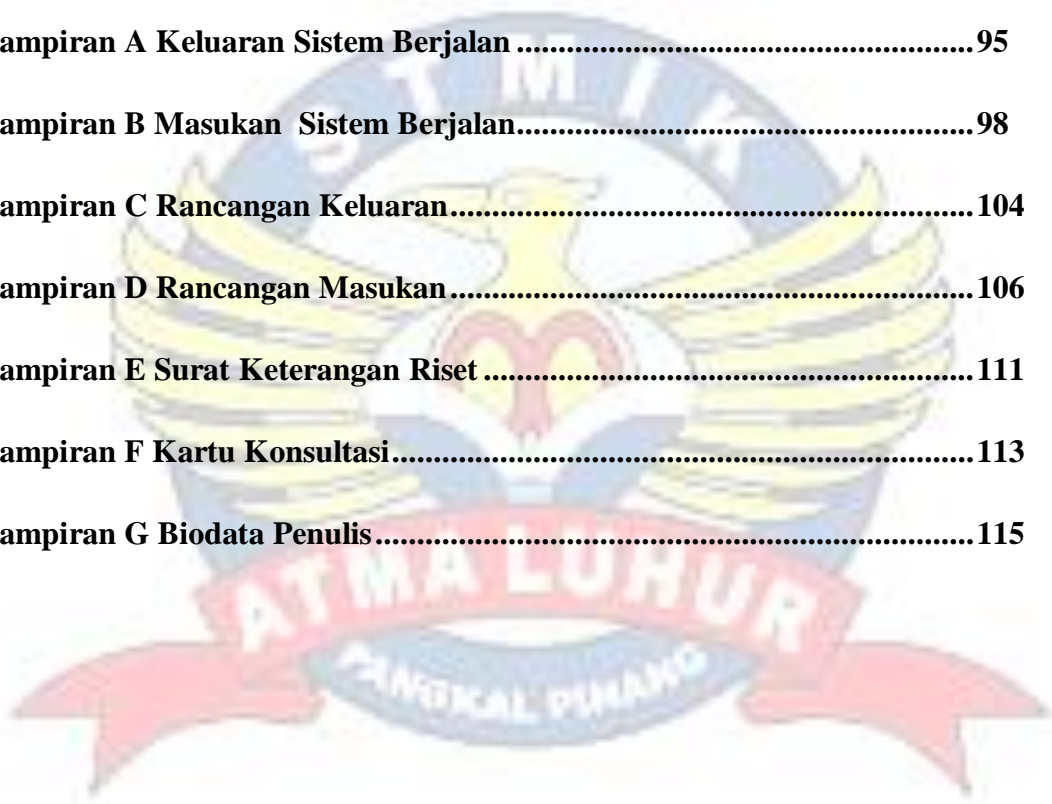 ampiran A Keluaran Sistem Berjalan ........................................................ 95
ampiran B Masukan  Sistem Berjalan........................................................ 98
ampiran C Rancangan Keluaran................................................................ 104
ampiran D Rancangan Masukan ................................................................ 106
ampiran E Surat Keterangan Riset ............................................................ 111
ampiran F Kartu Konsultasi....................................................................... 113
ampiran G Biodata Penulis......................................................................... 115
STMIK
ATMA LUHUR
PANGKAL PINANG